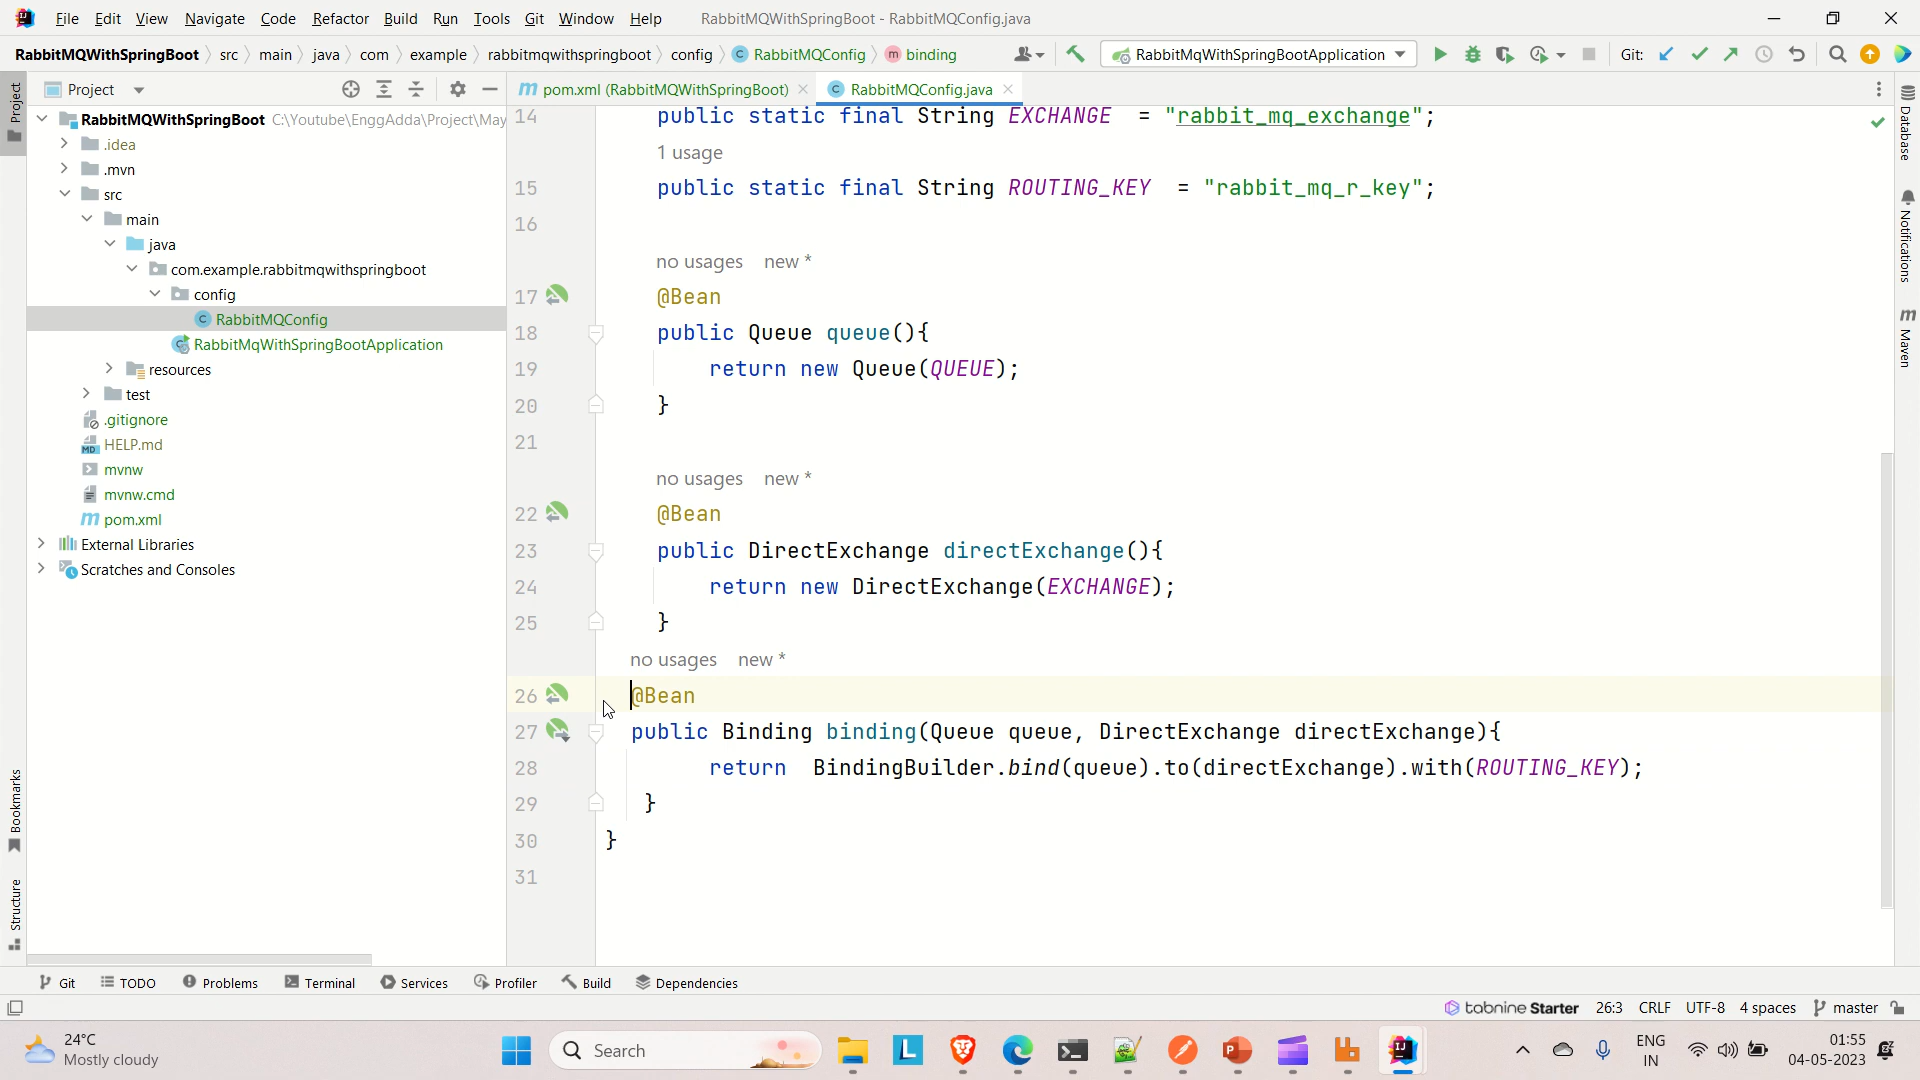 File Edit View Navigate Code Refactor Build Run Tools Git Window Help RabbitMQWithSpringBoot - RabbitMQConfig.java
RabbitMQWithSpringBoot src main java com example rabbitmqwithspringboot config RabbitMQConfig binding RabbitMqWithSpringBootApplication Git:
Project
Project
pom.xml (RabbitMQWithSpringBoot)
RabbitMQConfig.java
RabbitMQWithSpringBoot C:\Youtube\EnggAdda\Project\May
.idea
.mvn
src
main
java
com.example.rabbitmqwithspringboot
config
RabbitMQConfig
RabbitMqWithSpringBootApplication
resources
test
.gitignore
HELP.md
mvnw
mvnw.cmd
pom.xml
External Libraries
Scratches and Consoles
14 public static final String EXCHANGE = "rabbit_mq_exchange";
1 usage
15 public static final String ROUTING_KEY = "rabbit_mq_r_key";
16
no usages new *
17 @Bean
18 public Queue queue(){
19 return new Queue(QUEUE);
20 }
21
no usages new *
22 @Bean
23 public DirectExchange directExchange(){
24 return new DirectExchange(EXCHANGE);
25 }
no usages new *
26 @Bean
27 public Binding binding(Queue queue, DirectExchange directExchange){
28 return BindingBuilder.bind(queue).to(directExchange).with(ROUTING_KEY);
29 }
30 }
31
Database
Notifications
Maven
Bookmarks
Structure
Git TODO Problems Terminal Services Profiler Build Dependencies
tabnine Starter 26:3 CRLF UTF-8 4 spaces master
24°C
Mostly cloudy
Search
ENG
IN
01:55
04-05-2023